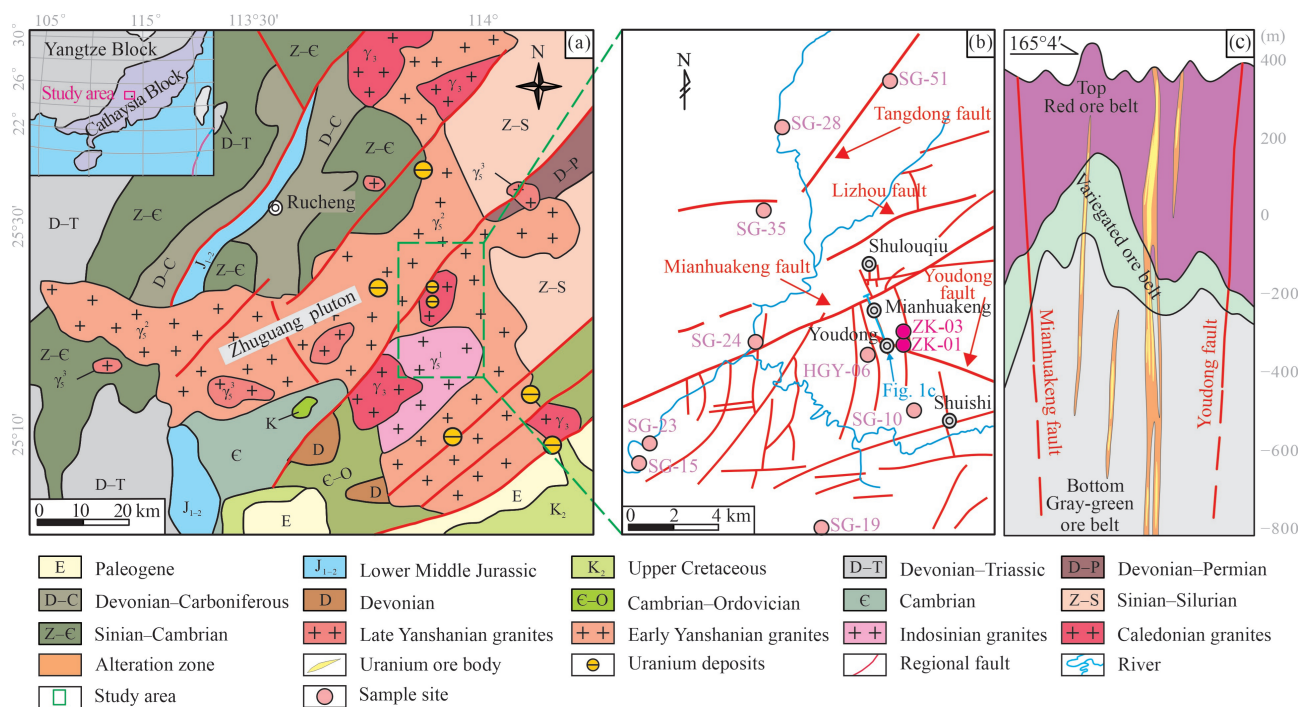 105° 115° 113°30′ 114°
30°
26°
22°
25°30′
25°10′
Yangtze Block
Study area
Cathaysia Block
(a)
N
Z–Є
γ₃
γ₃
D–T
D–C
Z–Є
Z–S
D–P
γ₅³
Rucheng
D–T
Z–Є
γ₅²
J₁₋₂
D–C
Z–Є
Z–S
Zhuguang pluton
γ₅²
γ₅¹
Z–Є
γ₅³
γ₅³
γ₃
K
γ₃
D
Є
Є–O
D–T
D
J₁₋₂
E
E
K₂
0 10 20 km
(b)
N
SG-51
SG-28
Tangdong fault
Lizhou fault
SG-35
Shulouqiu
Mianhuakeng fault
Youdong
fault
Mianhuakeng
ZK-03
Youdong
ZK-01
SG-24
HGY-06
Fig. 1c
Shuishi
SG-10
SG-23
SG-15
SG-19
0 2 4 km
(c)
165°4′
(m)
400
200
0
−200
−400
−600
−800
Top
Red ore belt
Variegated ore belt
Mianhuakeng fault
Youdong fault
Bottom
Gray-green
ore belt
E Paleogene
J₁₋₂ Lower Middle Jurassic
K₂ Upper Cretaceous
D–T Devonian–Triassic
D–P Devonian–Permian
D–C Devonian–Carboniferous
D Devonian
Є–O Cambrian–Ordovician
Є Cambrian
Z–S Sinian–Silurian
Z–Є Sinian–Cambrian
Late Yanshanian granites
Early Yanshanian granites
Indosinian granites
Caledonian granites
Alteration zone
Uranium ore body
Uranium deposits
Regional fault
River
Study area
Sample site